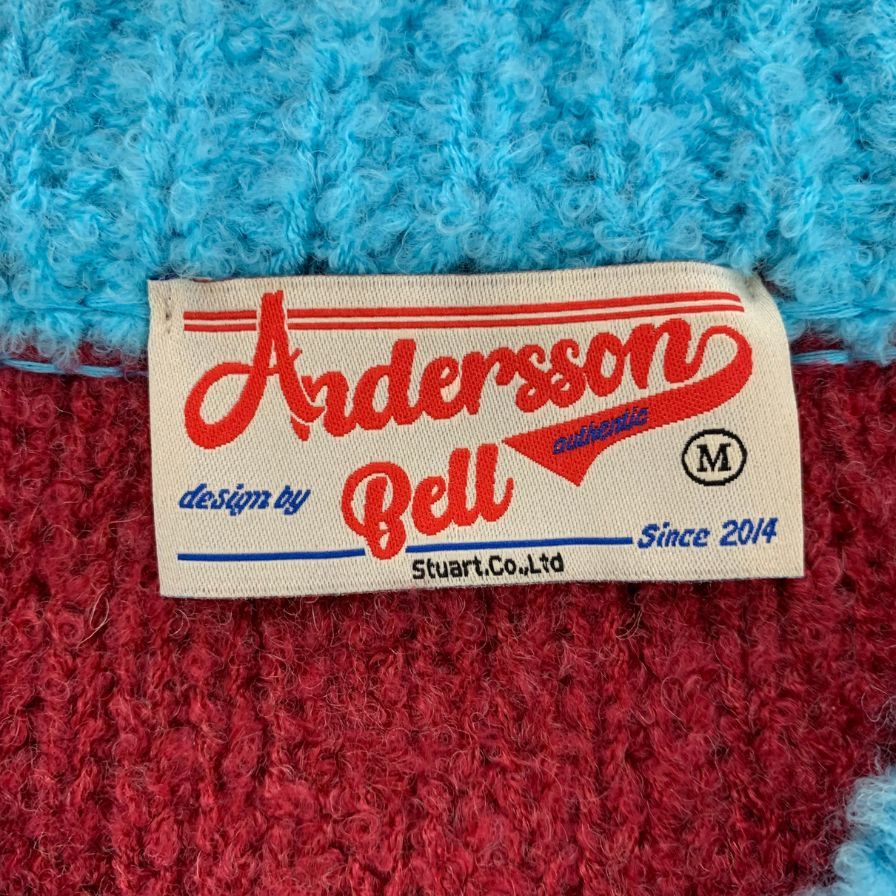 Andersson
authentic
M
design by
Bell
Since 2014
Stuart.Co.,Ltd